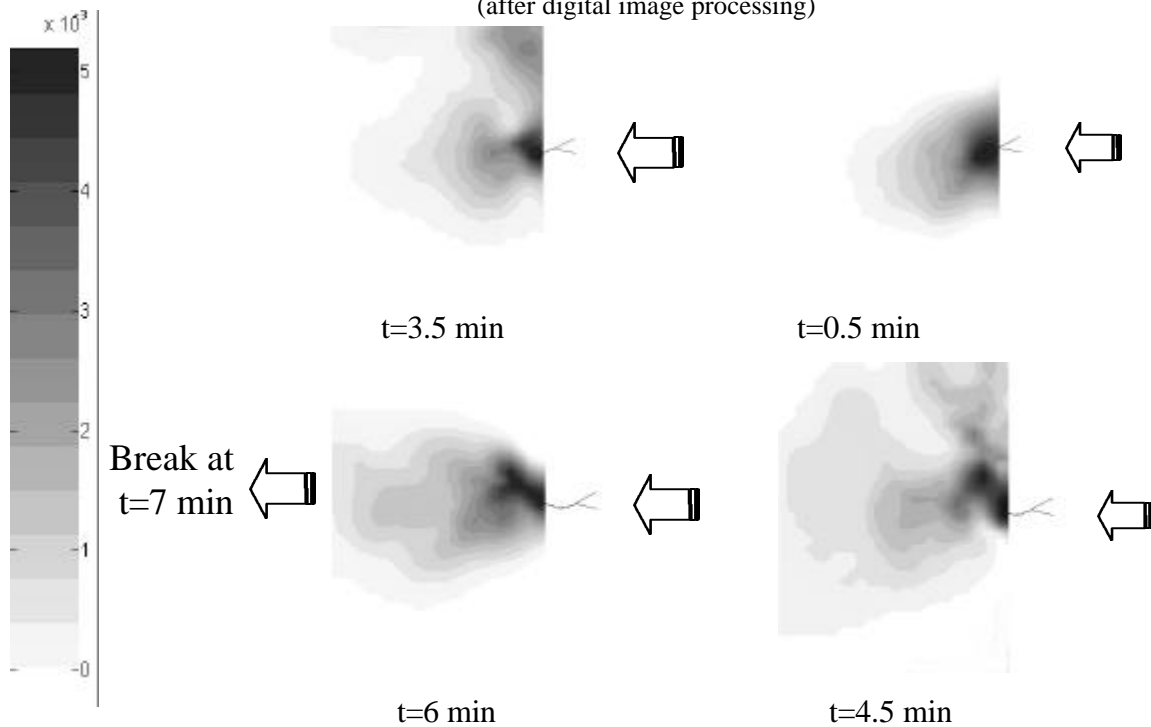 (after digital image processing)
x 10³
5
4
3
2
1
0
t=3.5 min
t=0.5 min
Break at
t=7 min
t=6 min
t=4.5 min